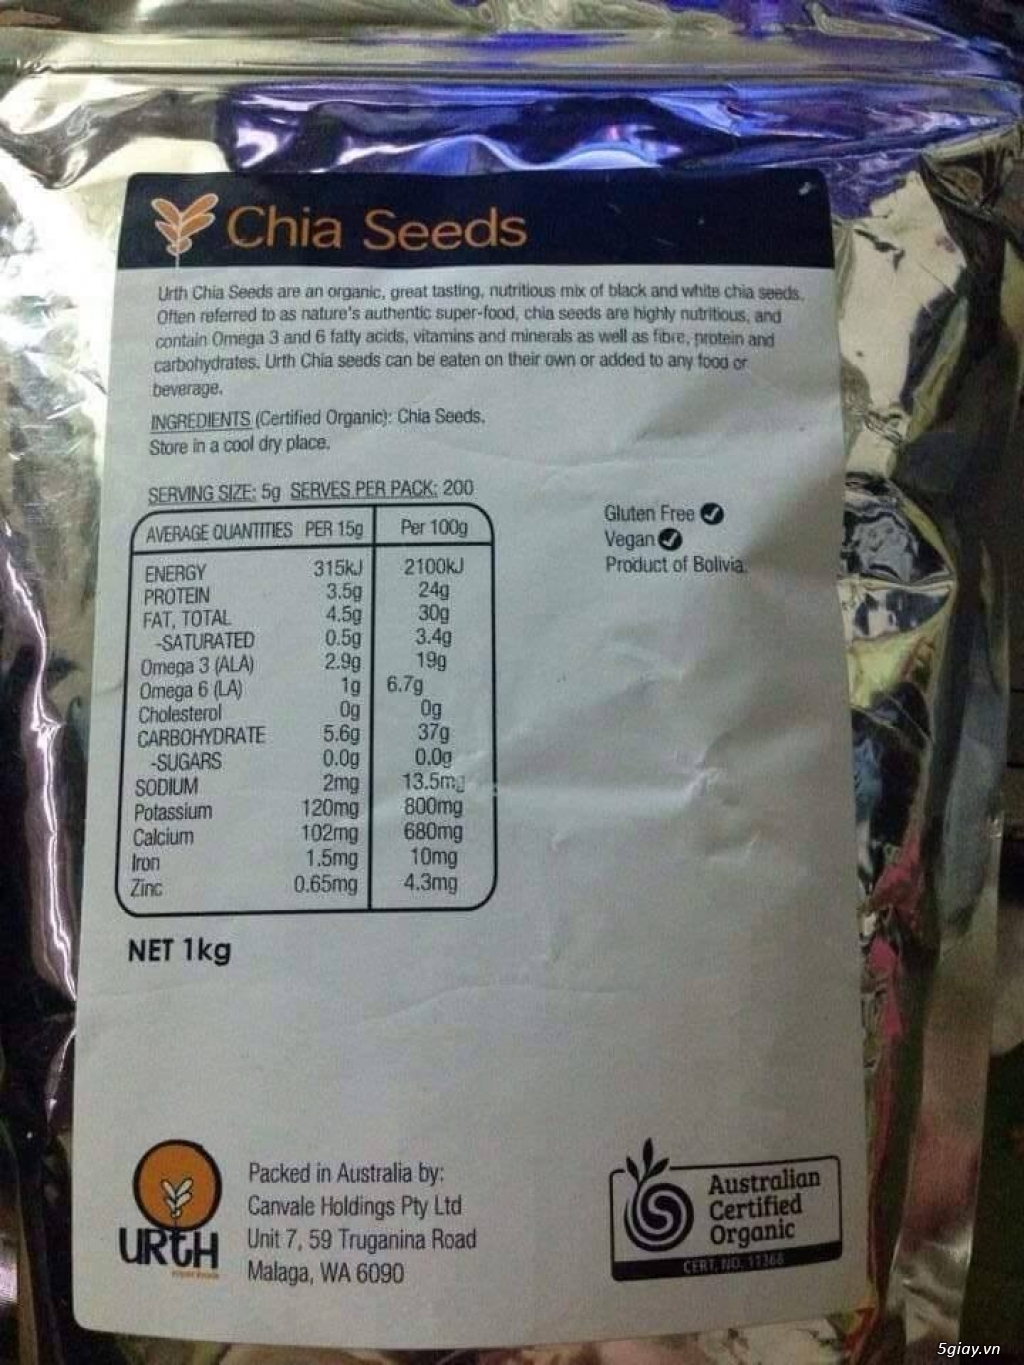 Chia Seeds
Urth Chia Seeds are an organic, great tasting, nutritious mix of black and white chia seeds.
Often referred to as nature's authentic super-food, chia seeds are highly nutritious, and
contain Omega 3 and 6 fatty acids, vitamins and minerals as well as fibre, protein and
carbohydrates. Urth Chia seeds can be eaten on their own or added to any food or
beverage.
INGREDIENTS (Certified Organic): Chia Seeds.
Store in a cool dry place.
SERVING SIZE: 5g SERVES PER PACK: 200
AVERAGE QUANTITIES PER 15g Per 100g
ENERGY 315kJ 2100kJ
PROTEIN 3.5g 24g
FAT, TOTAL 4.5g 30g
-SATURATED 0.5g 3.4g
Omega 3 (ALA) 2.9g 19g
Omega 6 (LA) 1g 6.7g
Cholesterol 0g 0g
CARBOHYDRATE 5.6g 37g
-SUGARS 0.0g 0.0g
SODIUM 2mg 13.5mg
Potassium 120mg 800mg
Calcium 102mg 680mg
Iron 1.5mg 10mg
Zinc 0.65mg 4.3mg
Gluten Free
Vegan
Product of Bolivia.
NET 1kg
URtH
Packed in Australia by:
Canvale Holdings Pty Ltd
Unit 7, 59 Truganina Road
Malaga, WA 6090
Australian
Certified
Organic
CERT. NO. 11366
5giay.vn